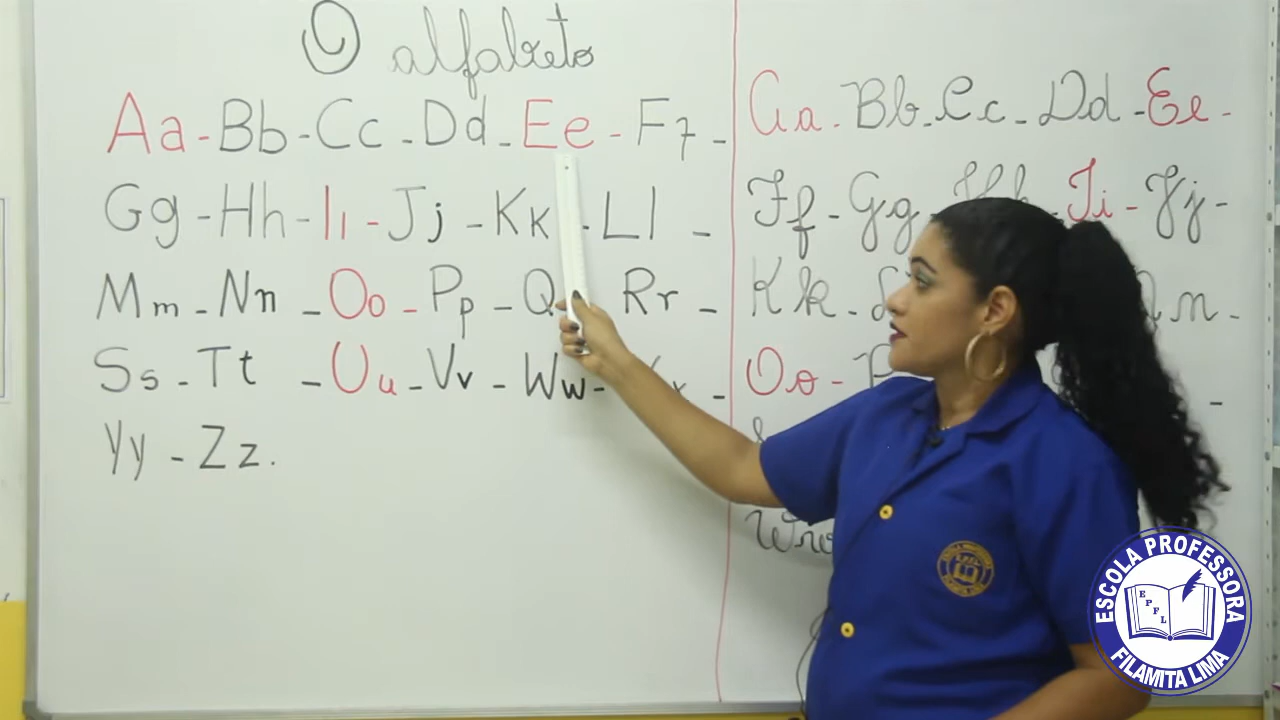 O alfabeto
Aa - Bb - Cc - Dd - Ee - Ff -
Gg - Hh - Ii - Jj - Kk - Ll -
Mm - Nn - Oo - Pp - Q Rr -
Ss - Tt - Uu - Vv - Ww -
Yy - Zz.
Aa - Bb - Cc - Dd - Ee -
Ff - Gg Hh Ii - Jj -
Kk - n -
Oo - P
ESCOLA PROFESSORA
EPFL
FILAMITA LIMA